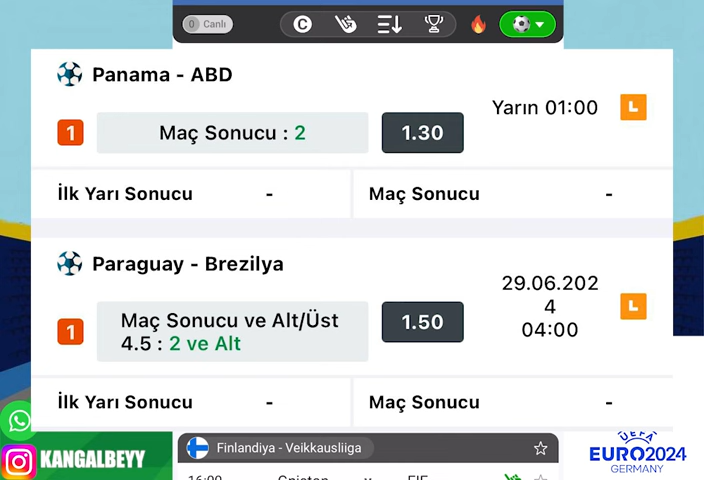 0 Canlı
C
Panama - ABD
Yarın 01:00
L
1
Maç Sonucu : 2
1.30
İlk Yarı Sonucu -
Maç Sonucu -
Paraguay - Brezilya
29.06.202
4
04:00
L
1
Maç Sonucu ve Alt/Üst
4.5 : 2 ve Alt
1.50
İlk Yarı Sonucu -
Maç Sonucu -
KANGALBEYY
Finlandiya - Veikkausliiga
UEFA
EURO2024
GERMANY